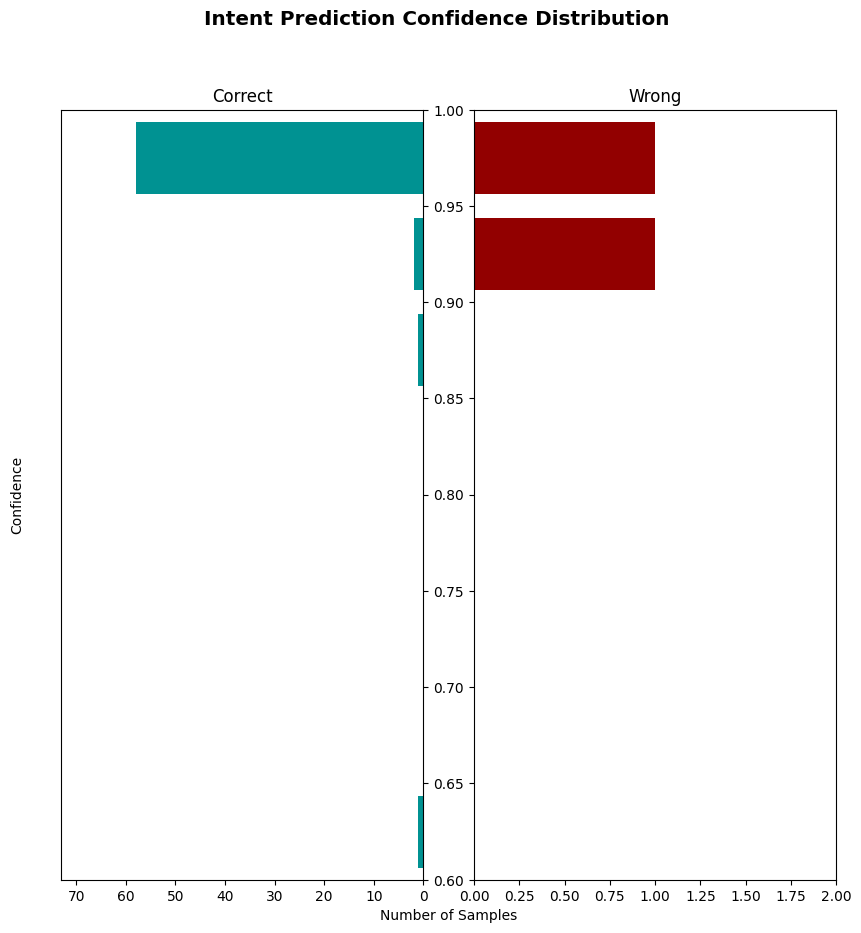 Intent Prediction Confidence Distribution
Correct
Wrong
1.00
0.95
0.90
0.85
0.80
0.75
0.70
0.65
0.60
Confidence
70 60 50 40 30 20 10 0
0.00 0.25 0.50 0.75 1.00 1.25 1.50 1.75 2.00
Number of Samples